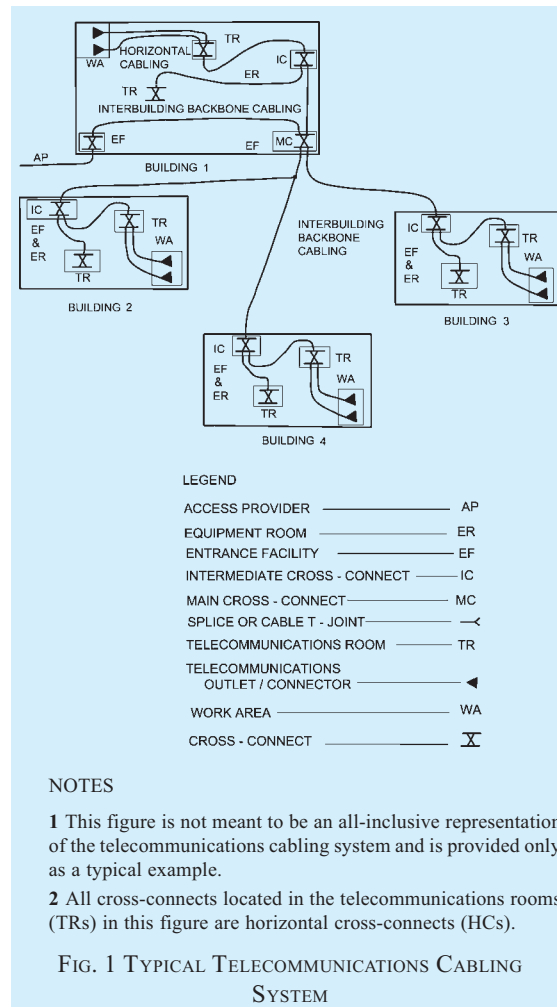 TR
HORIZONTAL
CABLING
IC
WA
ER
TR
INTERBUILDING BACKBONE CABLING
EF
EF
MC
AP
BUILDING 1
IC
EF
&
ER
TR
WA
TR
BUILDING 2
INTERBUILDING
BACKBONE
CABLING
IC
EF
&
ER
TR
WA
TR
BUILDING 3
IC
EF
&
ER
TR
WA
TR
BUILDING 4
LEGEND
ACCESS PROVIDER AP
EQUIPMENT ROOM ER
ENTRANCE FACILITY EF
INTERMEDIATE CROSS - CONNECT IC
MAIN CROSS - CONNECT MC
SPLICE OR CABLE T - JOINT
TELECOMMUNICATIONS ROOM TR
TELECOMMUNICATIONS
OUTLET / CONNECTOR
WORK AREA WA
CROSS - CONNECT
NOTES
1 This figure is not meant to be an all-inclusive representation
of the telecommunications cabling system and is provided only
as a typical example.
2 All cross-connects located in the telecommunications rooms
(TRs) in this figure are horizontal cross-connects (HCs).
FIG. 1 TYPICAL TELECOMMUNICATIONS CABLING
SYSTEM